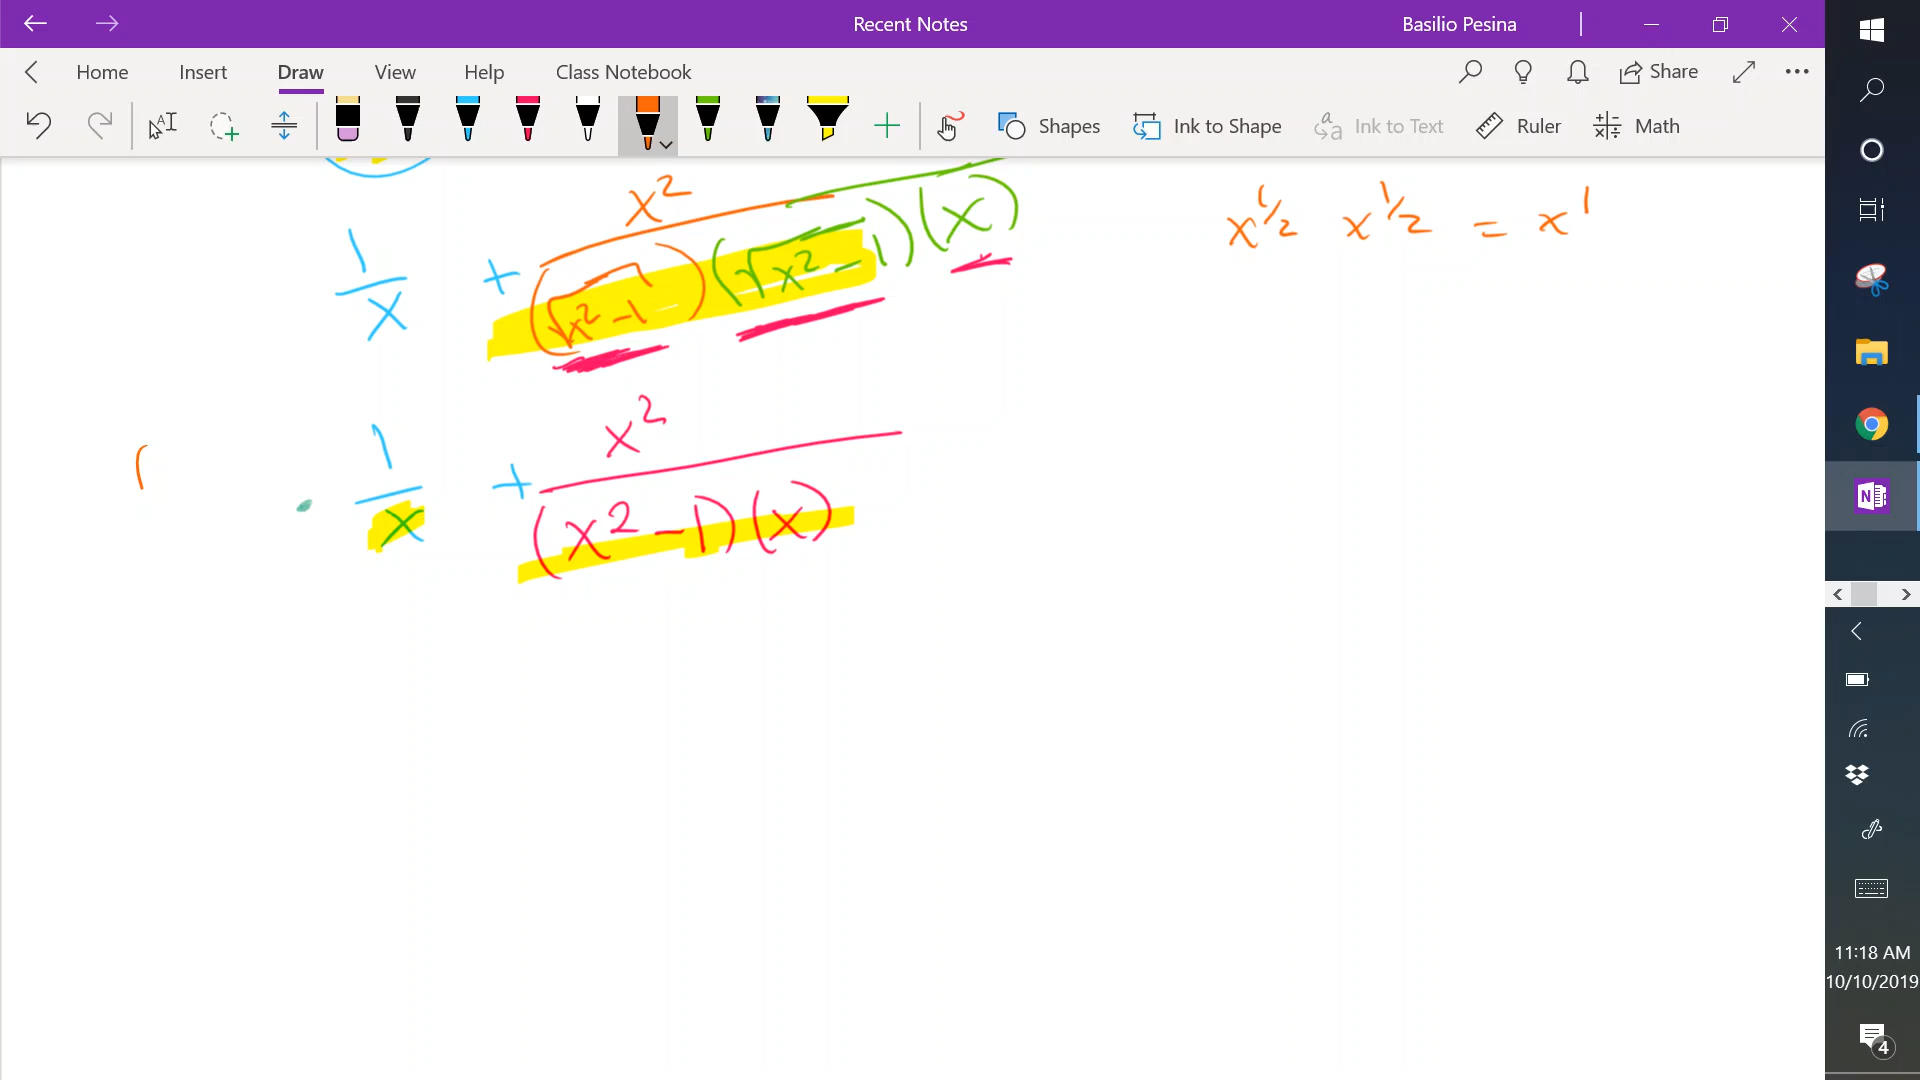 Recent Notes
Basilio Pesina
Home Insert Draw View Help Class Notebook Share
Shapes Ink to Shape Ink to Text Ruler Math
1/x + x²/((√x²-1)(√x²-1)(x))
x^1/2 x^1/2 = x^1
1/x + x²/((x²-1)(x))
11:18 AM
10/10/2019
4